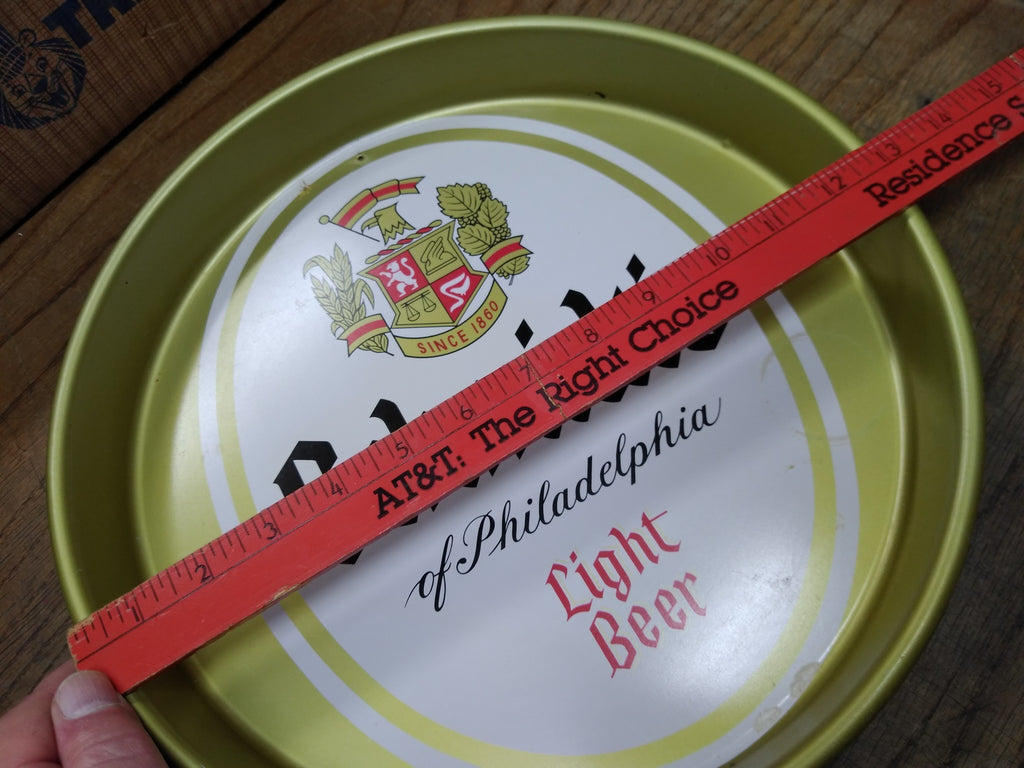 SINCE 1860
1 2 3 4 5 6 7 8 9 10 11 12 13 14 15
AT&T: The Right Choice Residence S
of Philadelphia
Light
Beer